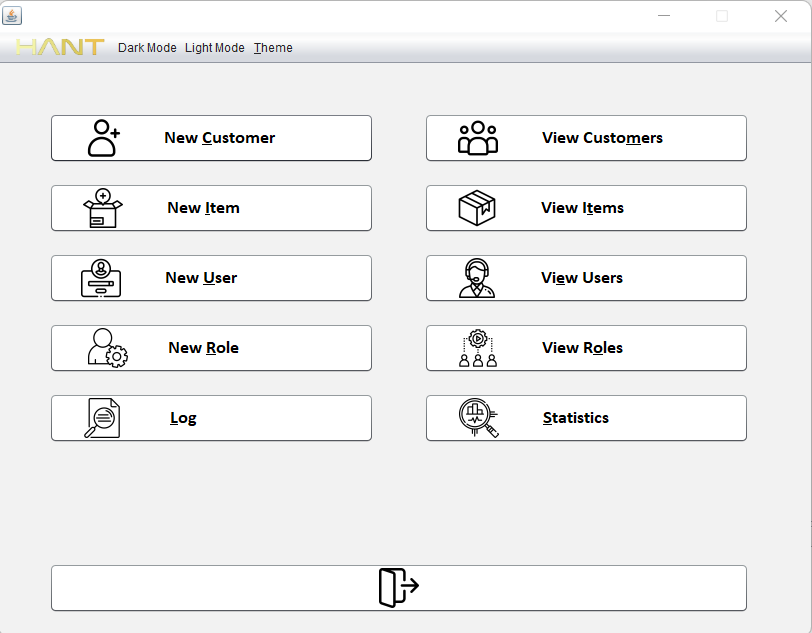 HANT Dark Mode Light Mode Theme
New Customer
View Customers
New Item
View Items
New User
View Users
New Role
View Roles
Log
Statistics